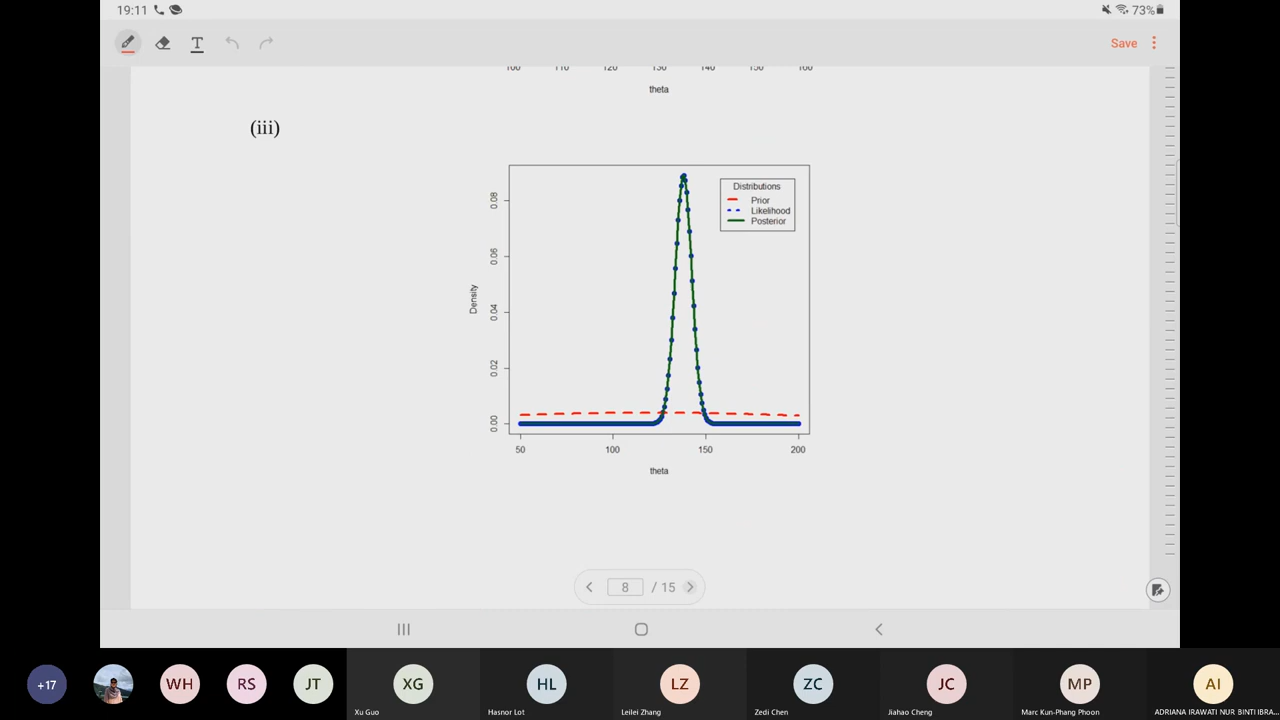 19:11
73%
T
Save
100 110 120 130 140 150 160
theta
(iii)
Distributions
Prior
Likelihood
Posterior
Density
0.00 0.02 0.04 0.06 0.08
50 100 150 200
theta
8 / 15
+17 WH RS JT XG HL LZ ZC JC MP AI
Xu Guo Hasnor Lot Leilei Zhang Zedi Chen Jiahao Cheng Marc Kun-Phang Phoon ADRIANA IRAWATI NUR BINTI IBRA...